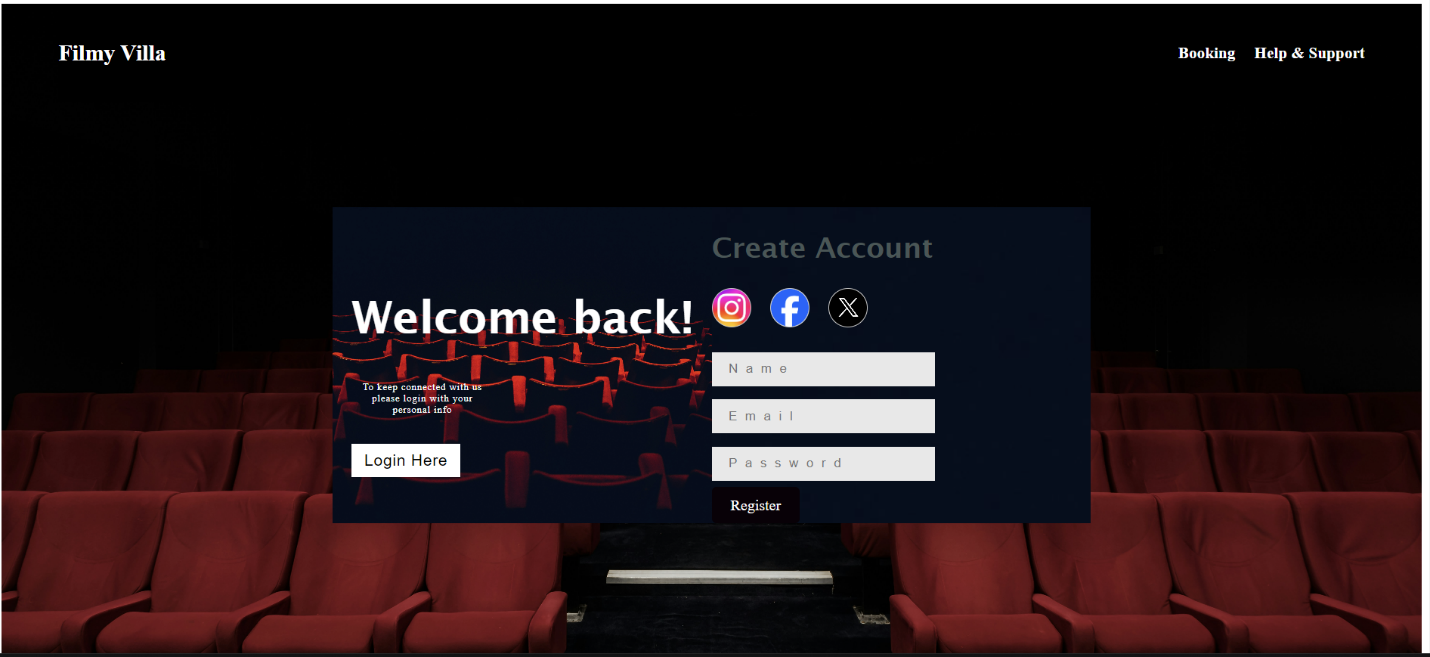 Filmy Villa
Booking Help & Support
Welcome back!
To keep connected with us
please login with your
personal info
Login Here
Create Account
Name
Email
Password
Register